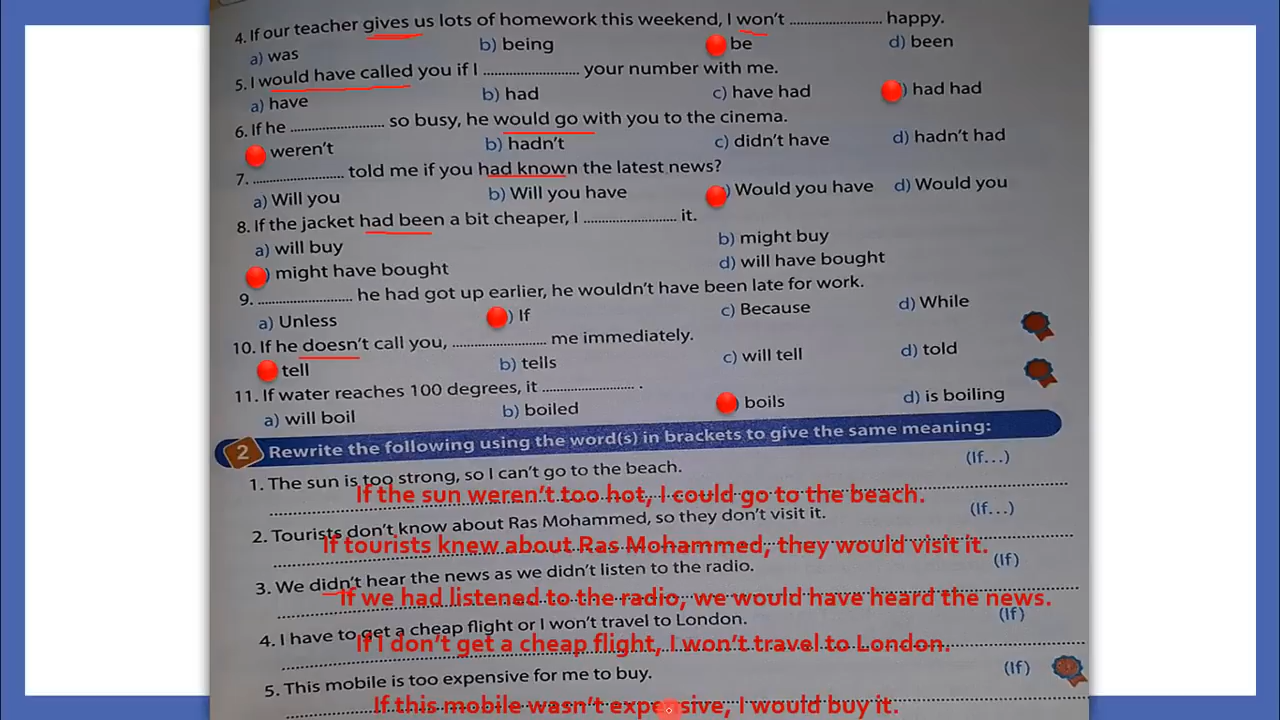 4. If our teacher gives us lots of homework this weekend, I won't ........................ happy.
a) was b) being be d) been
5. I would have called you if I ........................ your number with me.
a) have b) had c) have had ) had had
6. If he ........................ so busy, he would go with you to the cinema.
weren't b) hadn't c) didn't have d) hadn't had
7. ........................ told me if you had known the latest news?
a) Will you b) Will you have ) Would you have d) Would you
8. If the jacket had been a bit cheaper, I ........................ it.
a) will buy b) might buy
) might have bought d) will have bought
9. ........................ he had got up earlier, he wouldn't have been late for work.
a) Unless ) If c) Because d) While
10. If he doesn't call you, ........................ me immediately.
tell b) tells c) will tell d) told
11. If water reaches 100 degrees, it ........................ .
a) will boil b) boiled ) boils d) is boiling
2 Rewrite the following using the word(s) in brackets to give the same meaning:
1. The sun is too strong, so I can't go to the beach. (If...)
If the sun weren't too hot, I could go to the beach.
2. Tourists don't know about Ras Mohammed, so they don't visit it. (If...)
If tourists knew about Ras Mohammed, they would visit it.
3. We didn't hear the news as we didn't listen to the radio. (If)
If we had listened to the radio, we would have heard the news.
4. I have to get a cheap flight or I won't travel to London. (If)
If I don't get a cheap flight, I won't travel to London.
5. This mobile is too expensive for me to buy. (If)
If this mobile wasn't expensive, I would buy it.